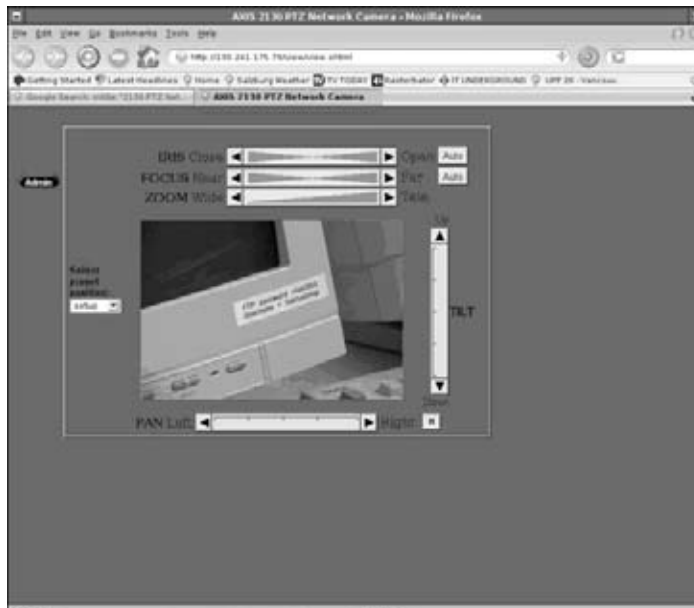 AXIS 2130 PTZ Network Camera - Mozilla Firefox
File Edit View Go Bookmarks Tools Help
Getting Started Latest Headlines Home Salzburg Weather TV TODAY Rasterbator IT UNDERGROUND
AXIS 2130 PTZ Network Camera
IRIS Close Open Auto
FOCUS Near Far Auto
ZOOM Wide Tele
Admin
Up
Select
preset
position:
setup
TILT
Down
PAN Left Right